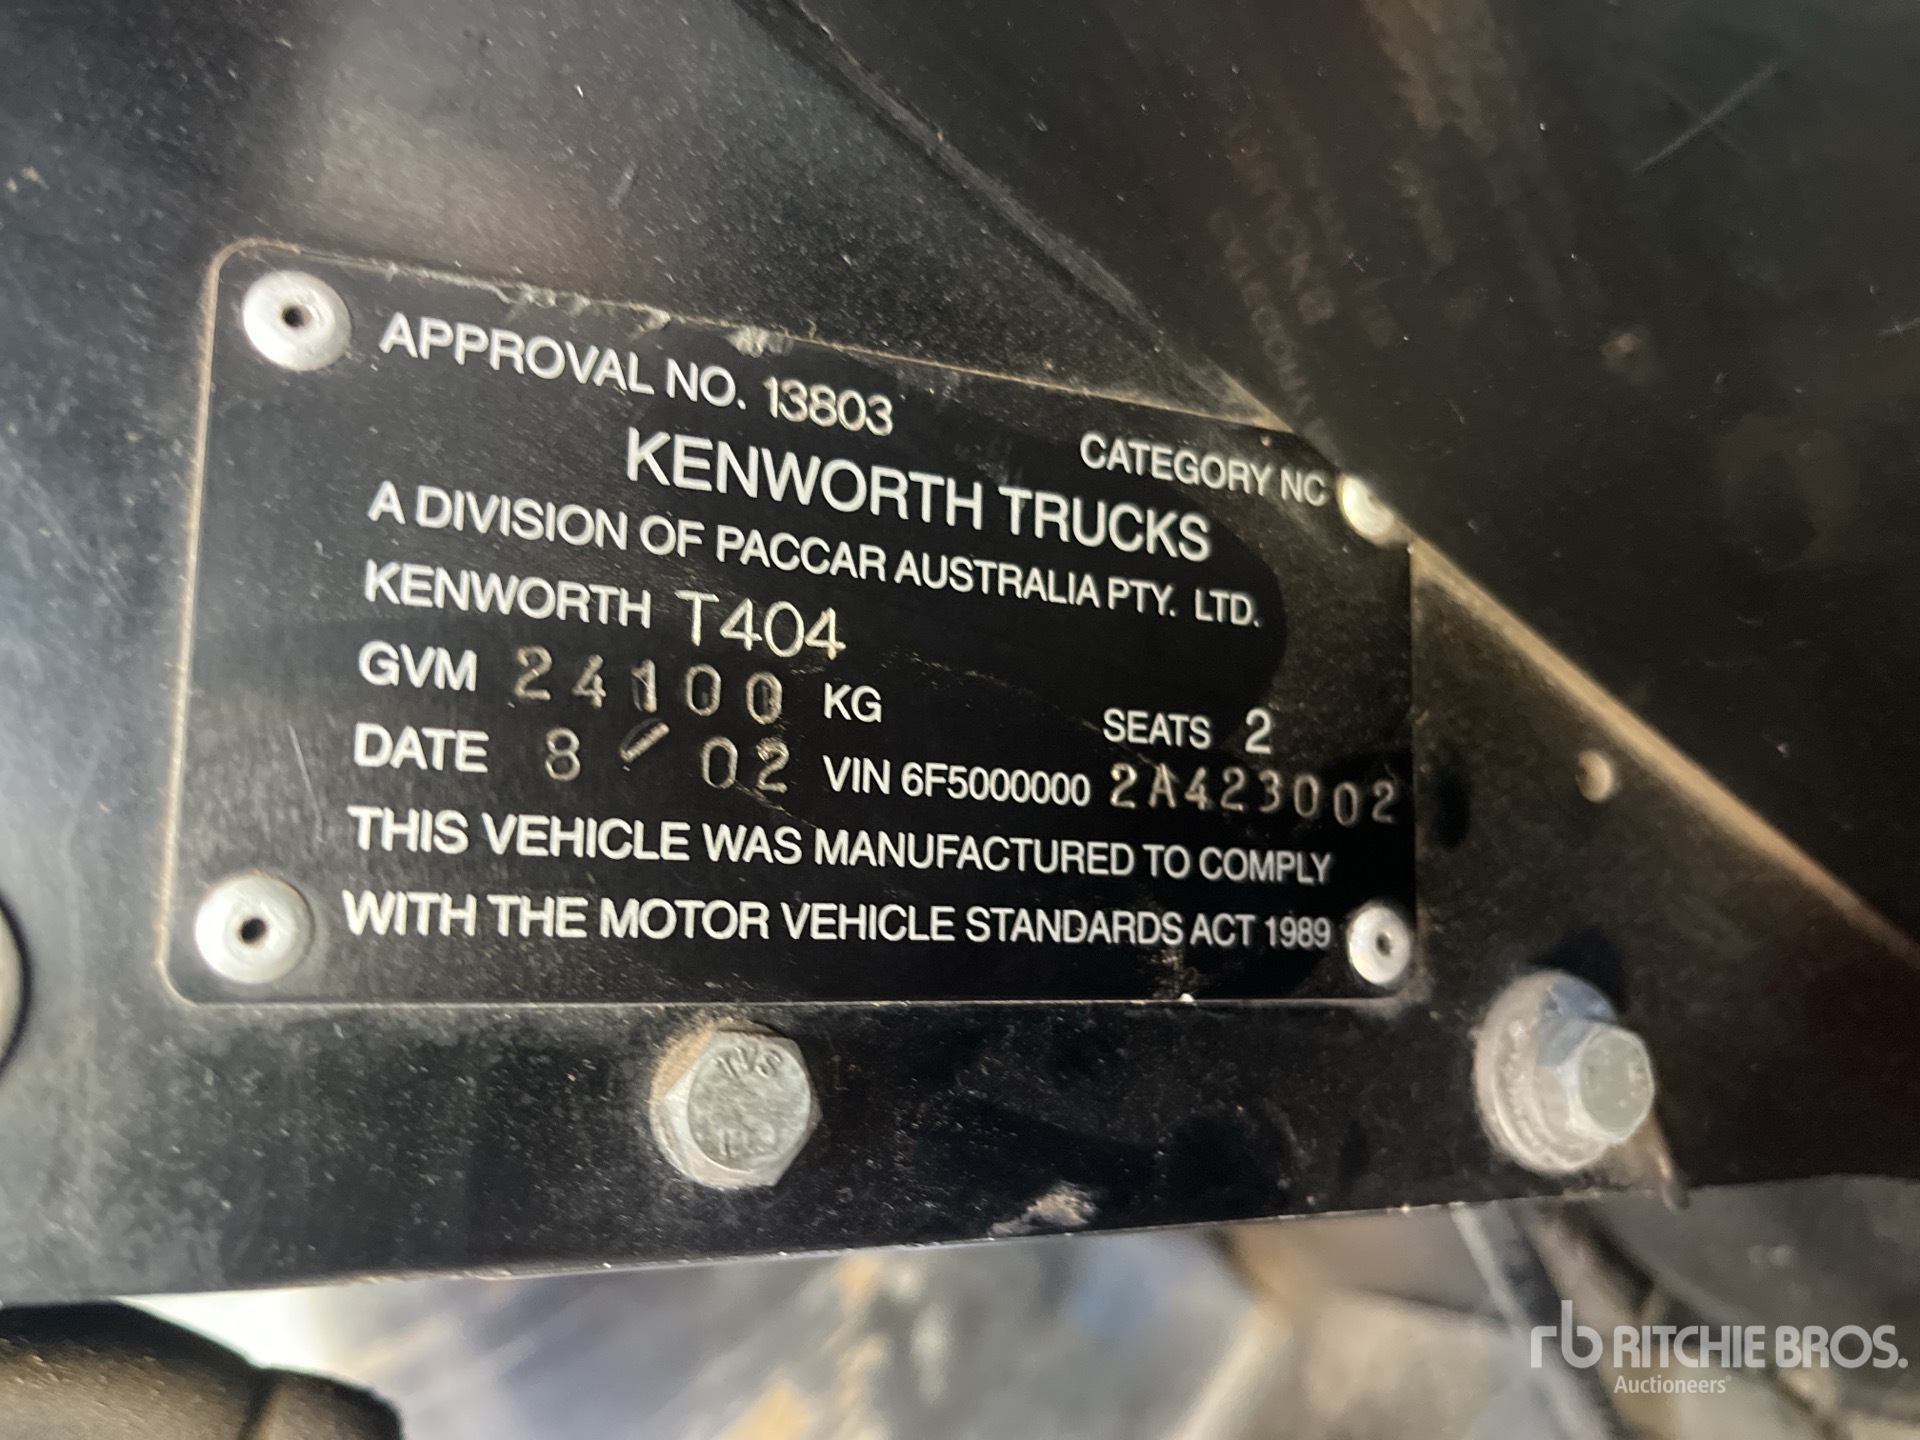 APPROVAL NO. 13803
CATEGORY NC
KENWORTH TRUCKS
A DIVISION OF PACCAR AUSTRALIA PTY. LTD.
KENWORTH T404
GVM 24100 KG
SEATS 2
DATE 8/02 VIN 6F5000000 2A423002
THIS VEHICLE WAS MANUFACTURED TO COMPLY
WITH THE MOTOR VEHICLE STANDARDS ACT 1989
rb RITCHIE BROS.
Auctioneers